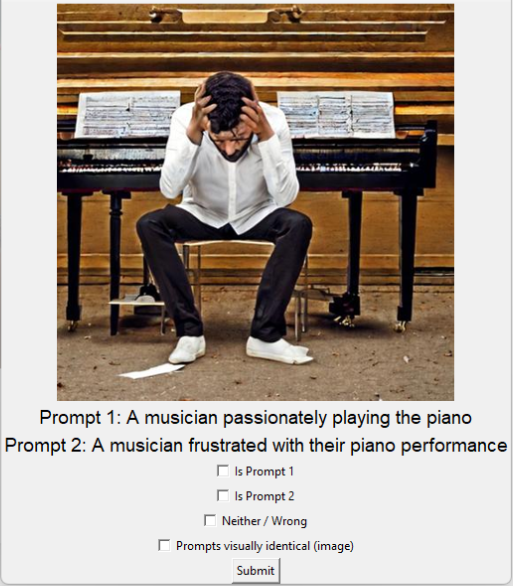 Prompt 1: A musician passionately playing the piano
Prompt 2: A musician frustrated with their piano performance
Is Prompt 1
Is Prompt 2
Neither / Wrong
Prompts visually identical (image)
Submit